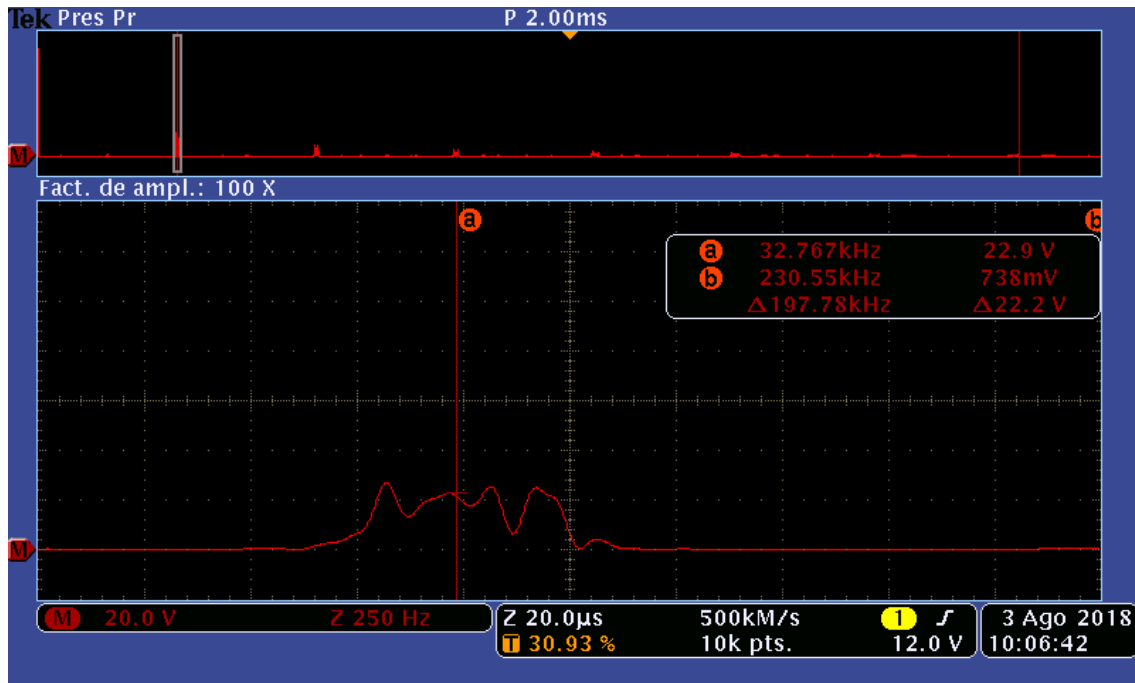 Tek Pres Pr P 2.00ms
M
Fact. de ampl.: 100 X
a b
a 32.767kHz 22.9 V
b 230.55kHz 738mV
Δ197.78kHz Δ22.2 V
M
M 20.0 V Z 250 Hz
Z 20.0µs 500kM/s 1
T 30.93 % 10k pts. 12.0 V
3 Ago 2018
10:06:42